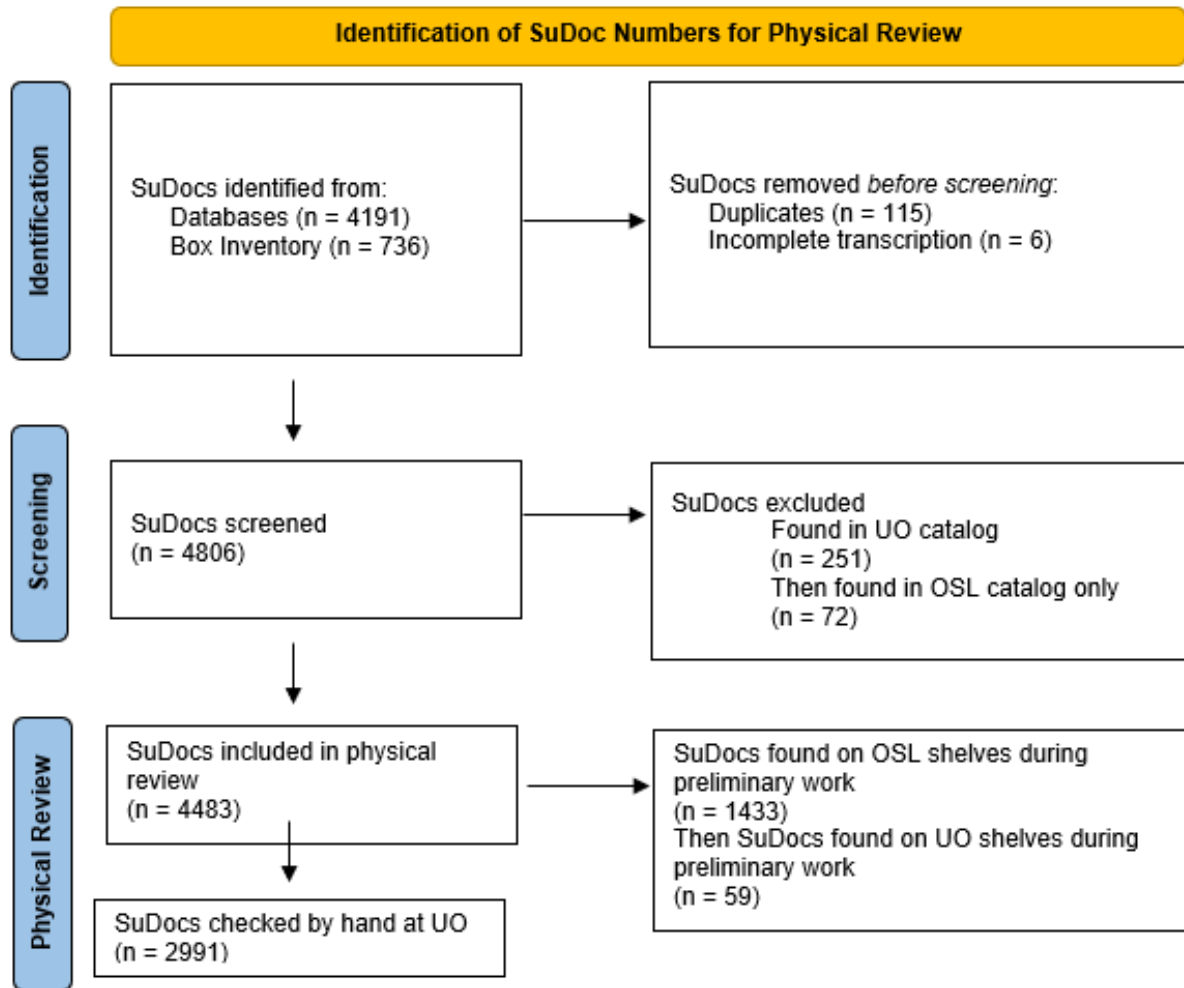 Identification of SuDoc Numbers for Physical Review
Identification
SuDocs identified from:
Databases (n = 4191)
Box Inventory (n = 736)
SuDocs removed before screening:
Duplicates (n = 115)
Incomplete transcription (n = 6)
Screening
SuDocs screened
(n = 4806)
SuDocs excluded
Found in UO catalog
(n = 251)
Then found in OSL catalog only
(n = 72)
Physical Review
SuDocs included in physical
review
(n = 4483)
SuDocs found on OSL shelves during
preliminary work
(n = 1433)
Then SuDocs found on UO shelves during
preliminary work
(n = 59)
SuDocs checked by hand at UO
(n = 2991)